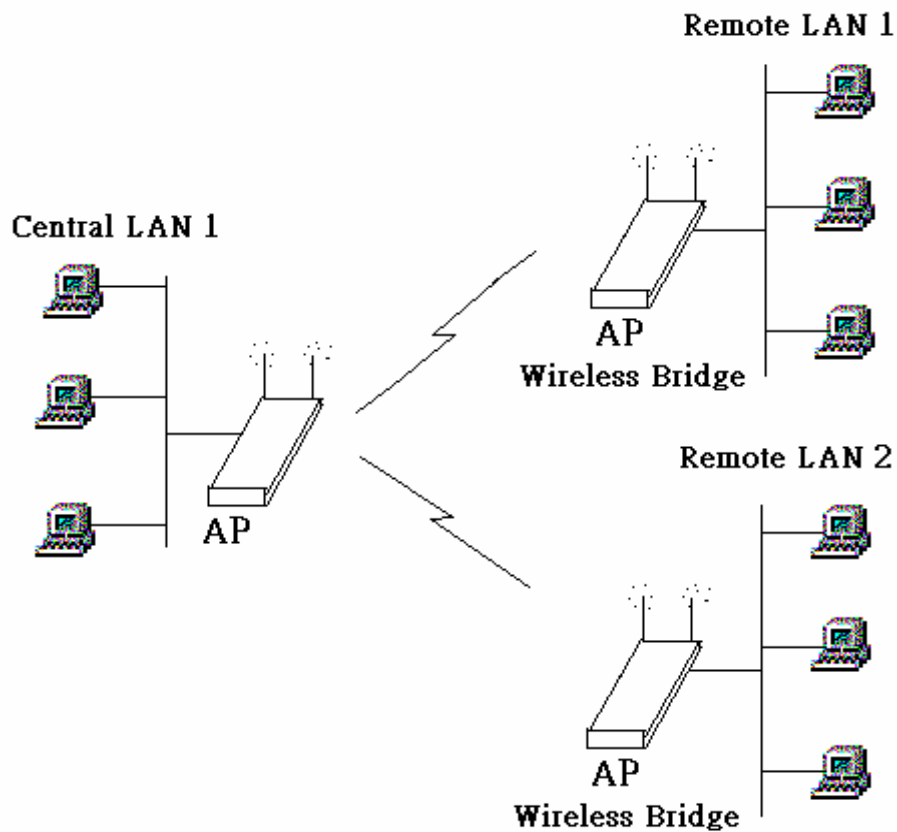 Remote LAN 1
Central LAN 1
AP
Wireless Bridge
AP
Remote LAN 2
AP
Wireless Bridge